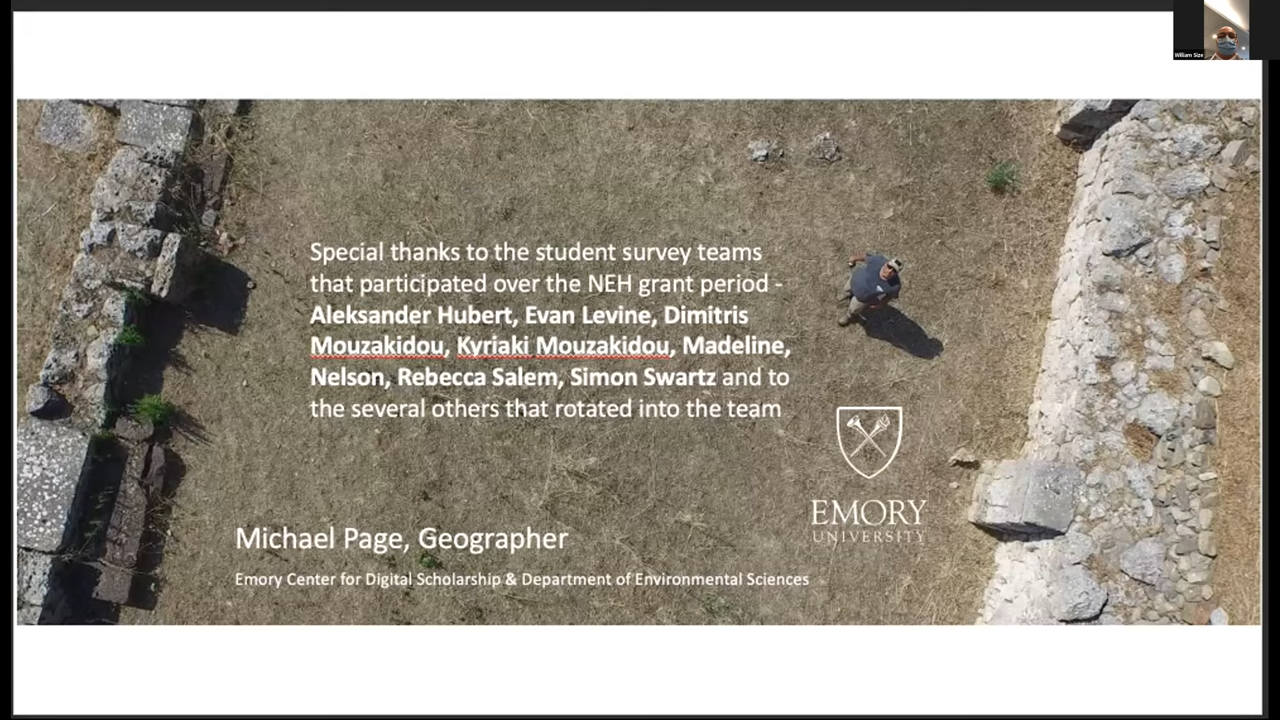 William Size
Special thanks to the student survey teams
that participated over the NEH grant period -
Aleksander Hubert, Evan Levine, Dimitris
Mouzakidou, Kyriaki Mouzakidou, Madeline,
Nelson, Rebecca Salem, Simon Swartz and to
the several others that rotated into the team
EMORY
UNIVERSITY
Michael Page, Geographer
Emory Center for Digital Scholarship & Department of Environmental Sciences